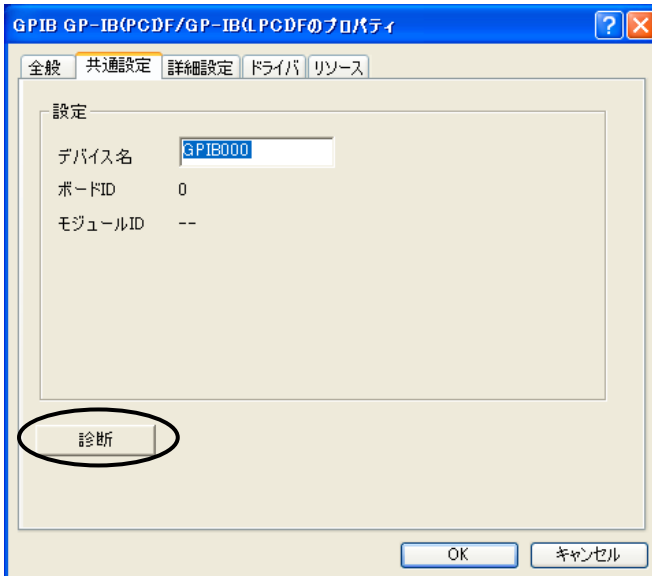 GPIB GP-IB(PCI)F/GP-IB(LPCI)Fのプロパティ
全般 共通設定 詳細設定 ドライバ リソース
設定
デバイス名 GPIB000
ボードID 0
モジュールID --
診断
OK キャンセル